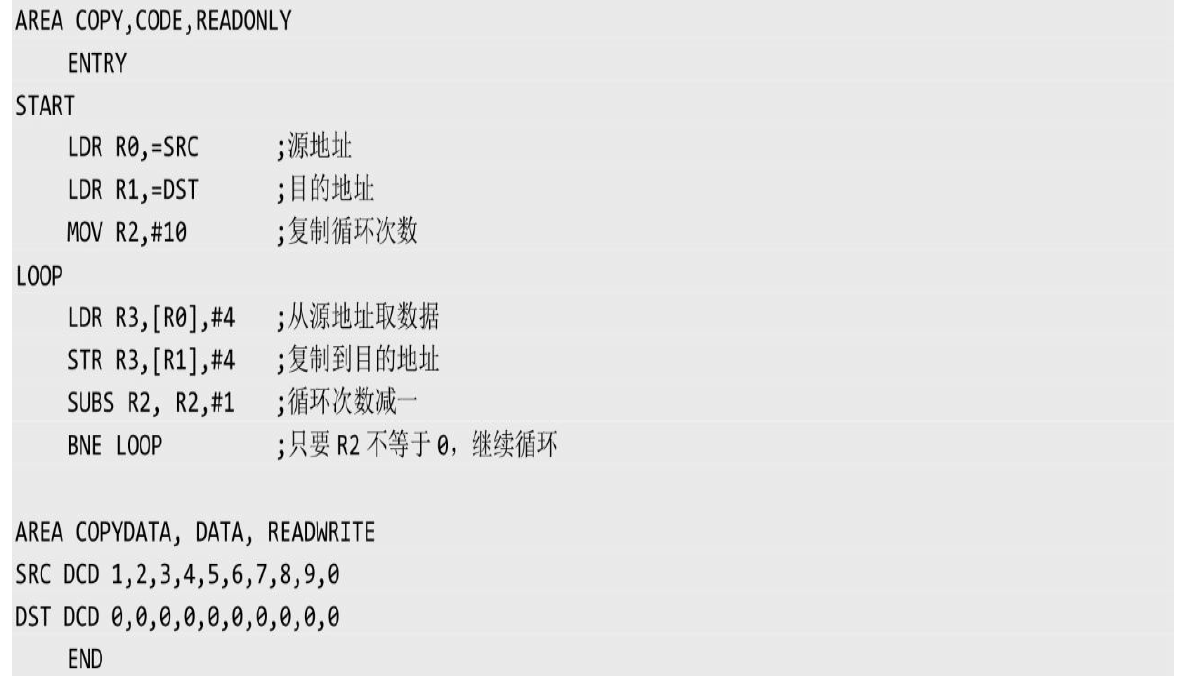 AREA COPY,CODE,READONLY
ENTRY
START
LDR R0,=SRC ;源地址
LDR R1,=DST ;目的地址
MOV R2,#10 ;复制循环次数
LOOP
LDR R3,[R0],#4 ;从源地址取数据
STR R3,[R1],#4 ;复制到目的地址
SUBS R2, R2,#1 ;循环次数减一
BNE LOOP ;只要 R2 不等于 0，继续循环
AREA COPYDATA, DATA, READWRITE
SRC DCD 1,2,3,4,5,6,7,8,9,0
DST DCD 0,0,0,0,0,0,0,0,0,0
END